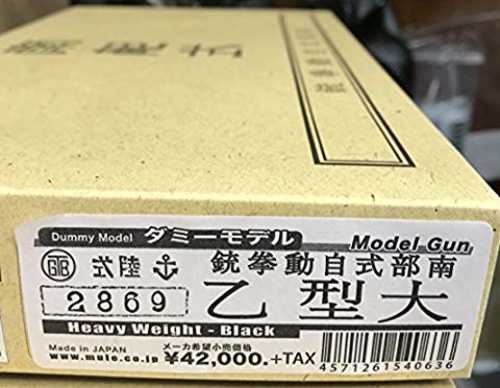 Dummy Model ダミーモデル Model Gun
式陸 銃拳動自式部南
2869 乙型大
Heavy Weight - Black
Made in JAPAN メーカ希望小売価格
www.mule.co.jp ¥42,000.+TAX
4571261540636